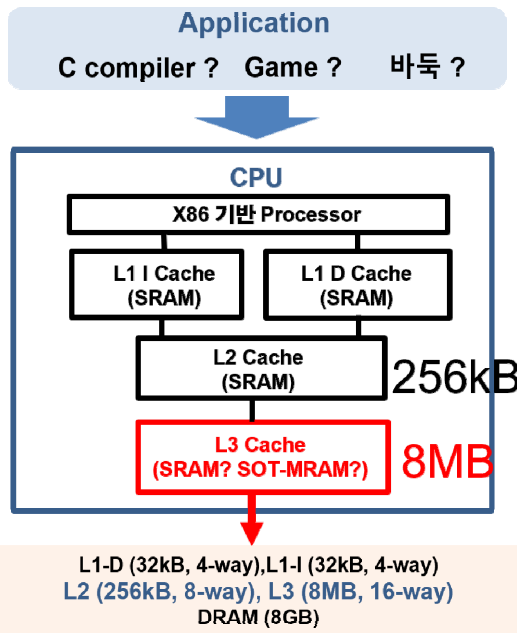 Application
C compiler ? Game ? 바둑 ?
CPU
X86 기반 Processor
L1 I Cache
(SRAM)
L1 D Cache
(SRAM)
L2 Cache
(SRAM)
256kB
L3 Cache
(SRAM? SOT-MRAM?)
8MB
L1-D (32kB, 4-way),L1-I (32kB, 4-way)
L2 (256kB, 8-way), L3 (8MB, 16-way)
DRAM (8GB)